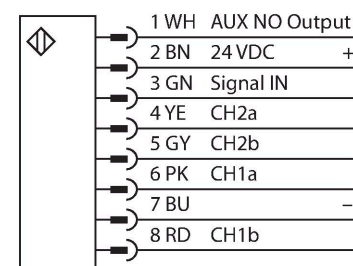 1 WH AUX NO Output
2 BN 24 VDC +
3 GN Signal IN
4 YE CH2a
5 GY CH2b
6 PK CH1a
7 BU –
8 RD CH1b